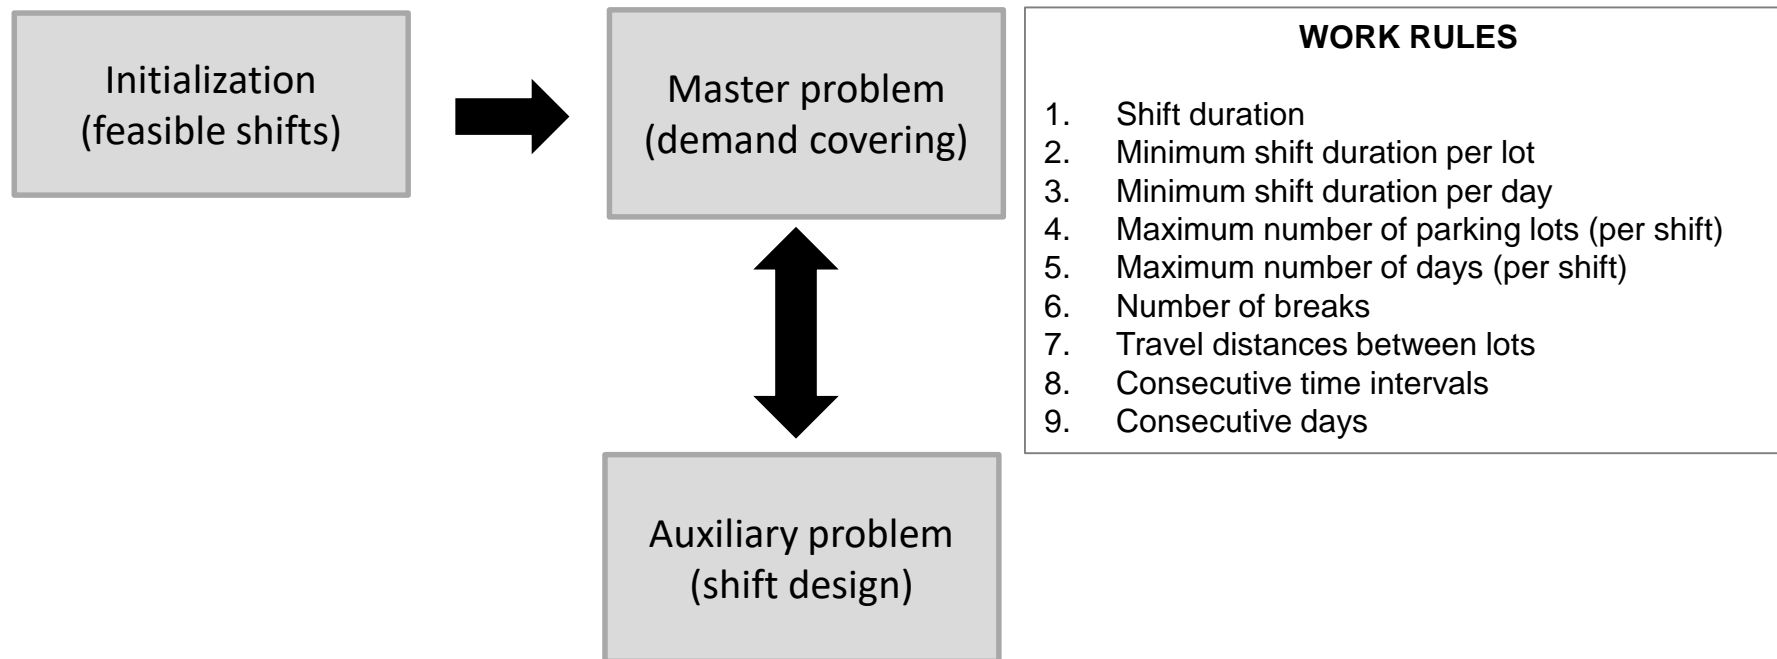 Initialization
(feasible shifts)
Master problem
(demand covering)
Auxiliary problem
(shift design)
WORK RULES
1. Shift duration
2. Minimum shift duration per lot
3. Minimum shift duration per day
4. Maximum number of parking lots (per shift)
5. Maximum number of days (per shift)
6. Number of breaks
7. Travel distances between lots
8. Consecutive time intervals
9. Consecutive days